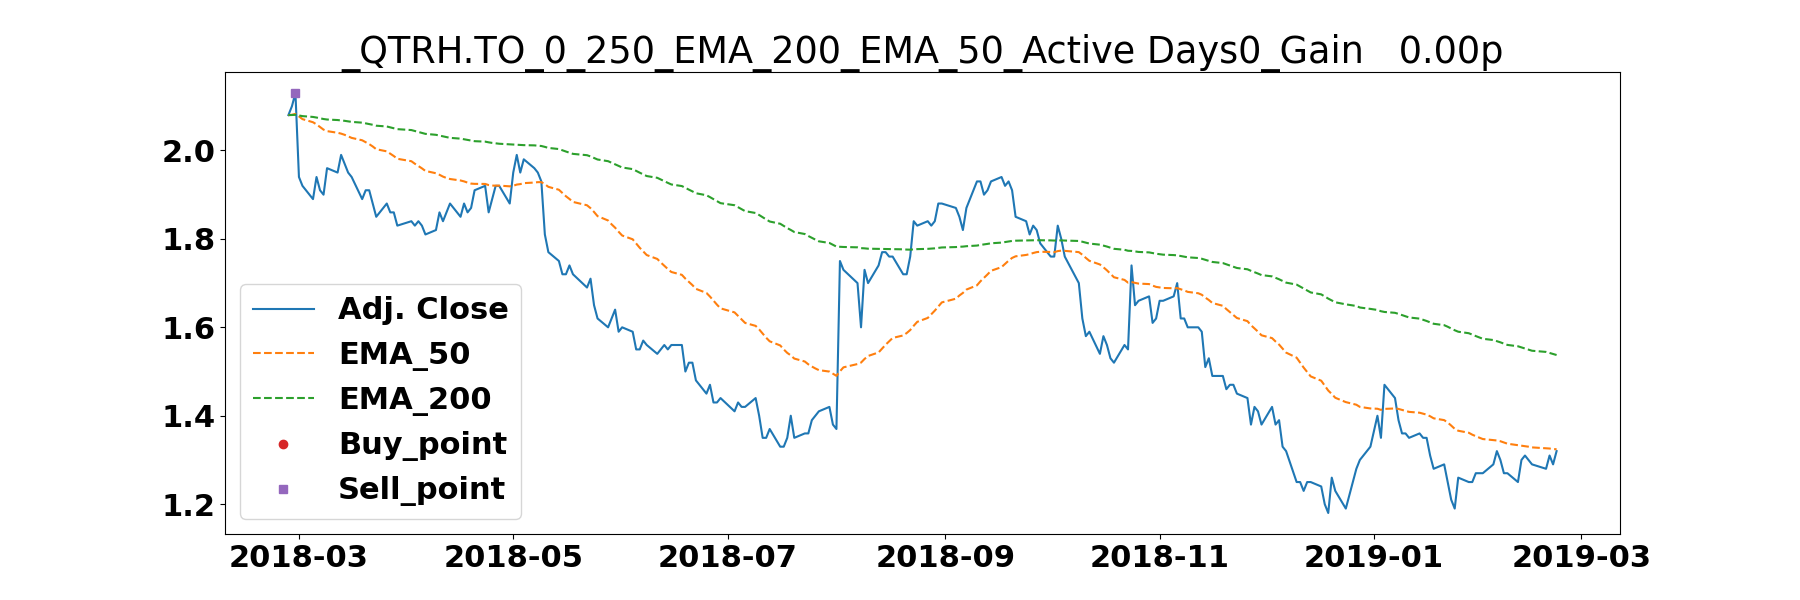 _QTRH.TO_0_250_EMA_200_EMA_50_Active Days0_Gain   0.00p
2.0
1.8
1.6
1.4
1.2
Adj. Close
EMA_50
EMA_200
Buy_point
Sell_point
2018-03 2018-05 2018-07 2018-09 2018-11 2019-01 2019-03